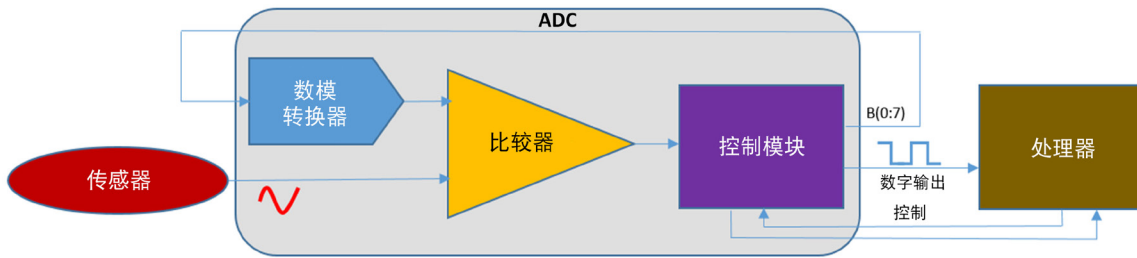 ADC
数模
转换器
比较器
控制模块
B(0:7)
处理器
传感器
数字输出
控制